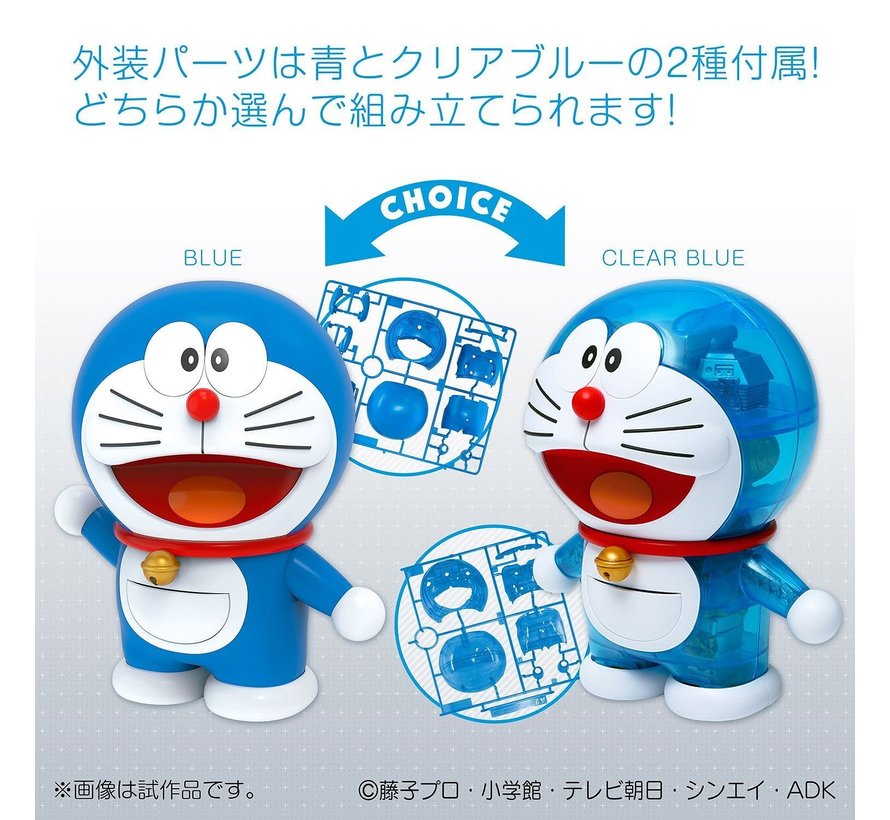 外装パーツは青とクリアブルーの2種付属!
どちらか選んで組み立てられます!
CHOICE
BLUE
CLEAR BLUE
※画像は試作品です。
©藤子プロ・小学館・テレビ朝日・シンエイ・ADK